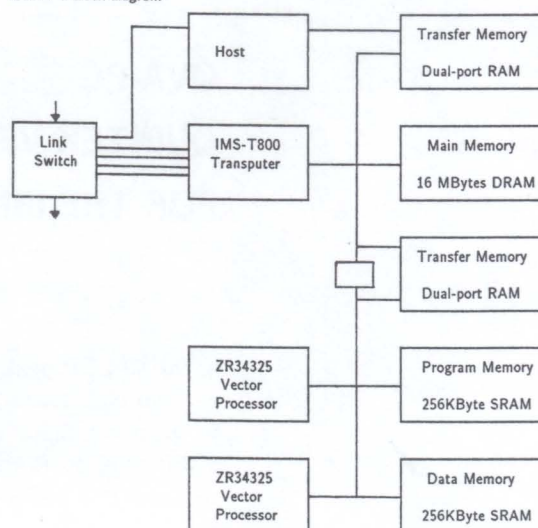 Host
Transfer Memory
Dual-port RAM
Link
Switch
IMS-T800
Transputer
Main Memory
16 MBytes DRAM
Transfer Memory
Dual-port RAM
ZR34325
Vector
Processor
Program Memory
256KByte SRAM
ZR34325
Vector
Processor
Data Memory
256KByte SRAM